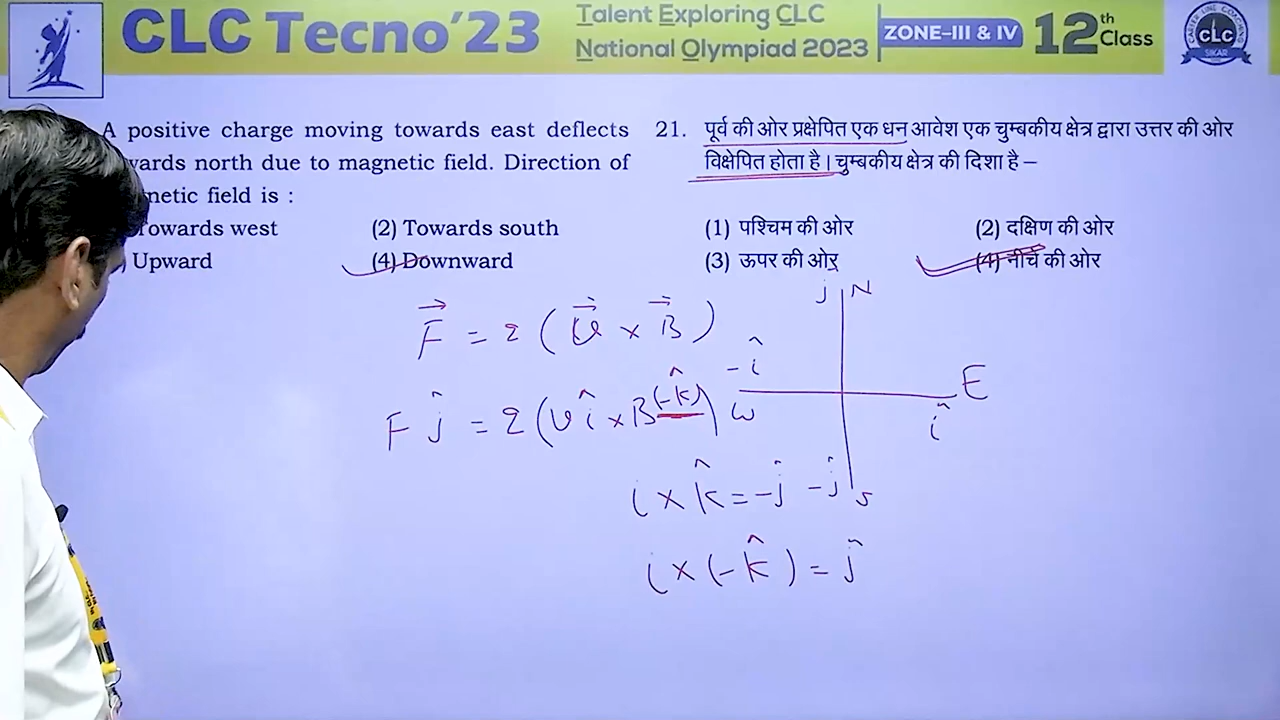 CLC Tecno'23
Talent Exploring CLC
National Olympiad 2023
ZONE–III & IV
12th Class
CLC
SIKAR
A positive charge moving towards east deflects
wards north due to magnetic field. Direction of
netic field is :
Towards west (2) Towards south
Upward (4) Downward
21. पूर्व की ओर प्रक्षेपित एक धन आवेश एक चुम्बकीय क्षेत्र द्वारा उत्तर की ओर
विक्षेपित होता है। चुम्बकीय क्षेत्र की दिशा है –
(1) पश्चिम की ओर (2) दक्षिण की ओर
(3) ऊपर की ओर (4) नीचे की ओर
j N
F = q (v × B)
-i
E
F j = q (v i × B (-k))
w
i
i × k = -j -j s
i × (-k) = j